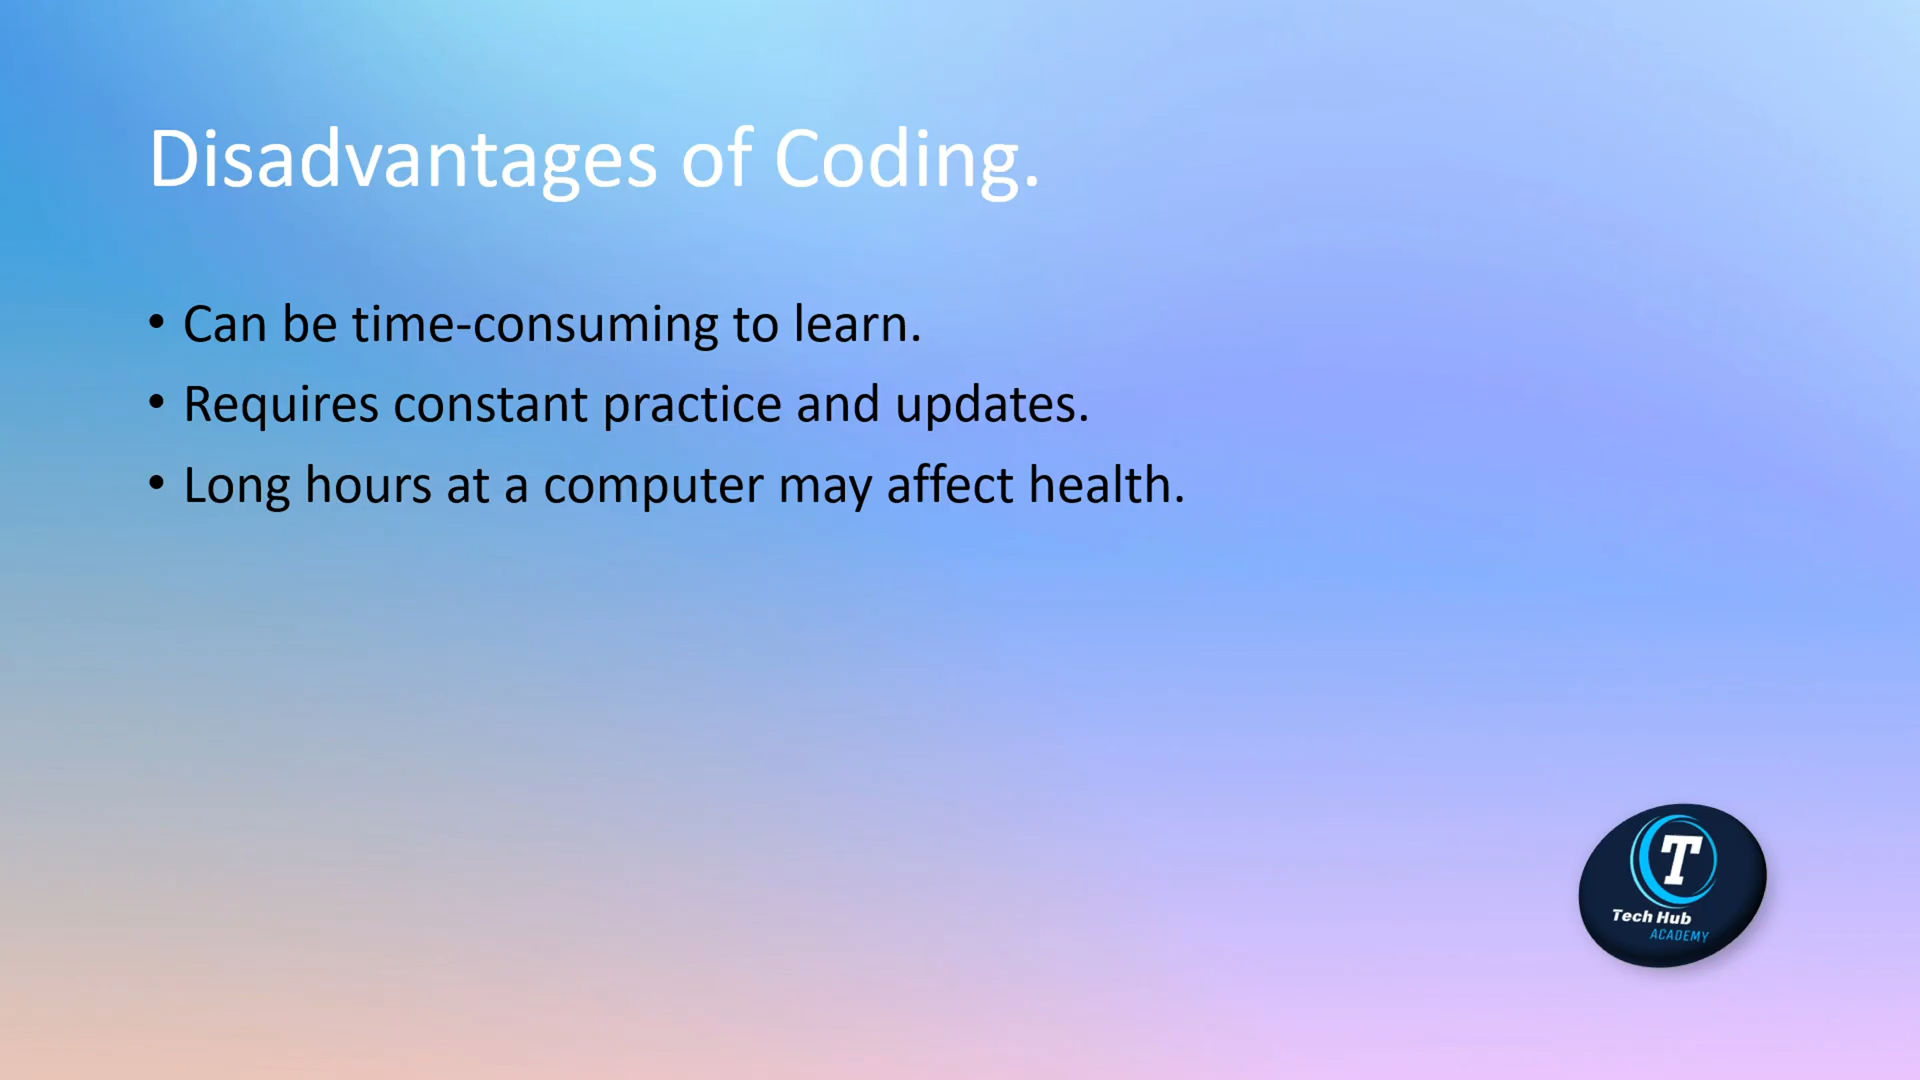 Disadvantages of Coding.
• Can be time-consuming to learn.
• Requires constant practice and updates.
• Long hours at a computer may affect health.
T
Tech Hub
ACADEMY